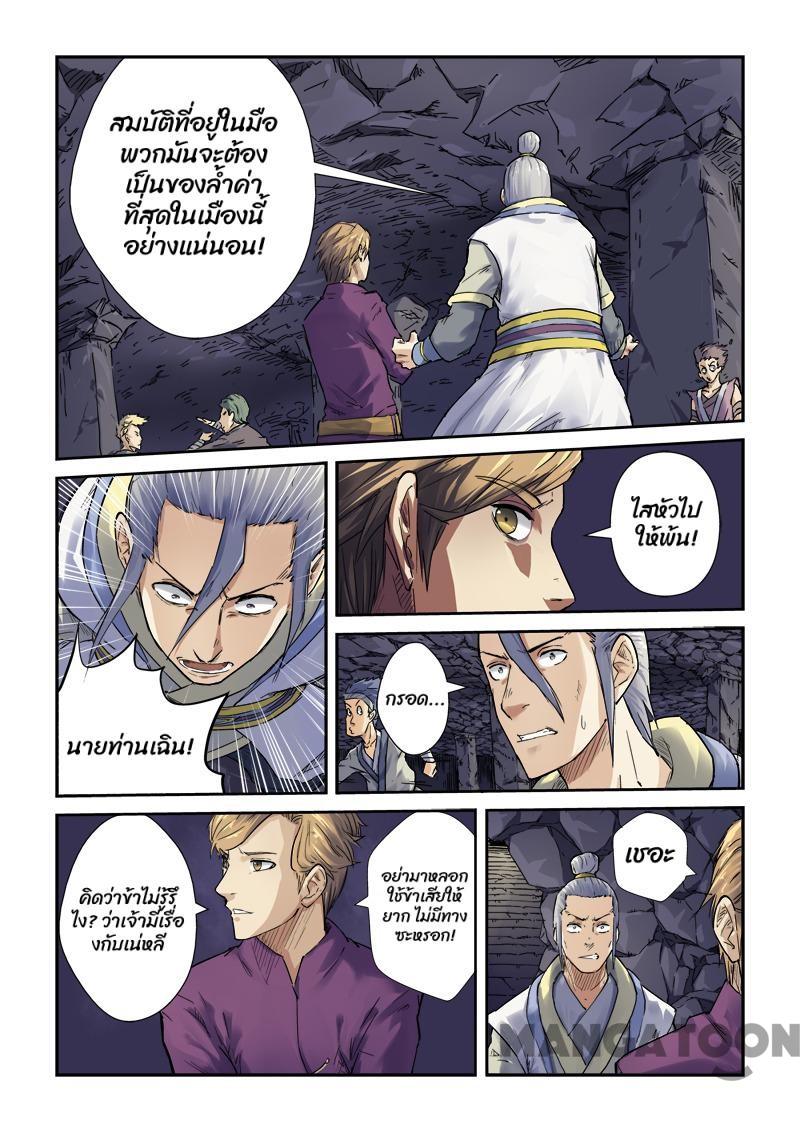 สมบัติที่อยู่ในมือ
พวกมันจะต้อง
เป็นของล้ำค่า
ที่สุดในเมืองนี้
อย่างแน่นอน!
นายท่านเฉิน!
ไสหัวไป
ให้พ้น!
กรอด...
คิดว่าข้าไม่รู้รึ
ไง? ว่าเจ้ามีเรื่อ
งกับเน่หลี
อย่ามาหลอก
ใช้ข้าเสียให้
ยาก ไม่มีทาง
ซะหรอก!
เชอะ
MANGATOON